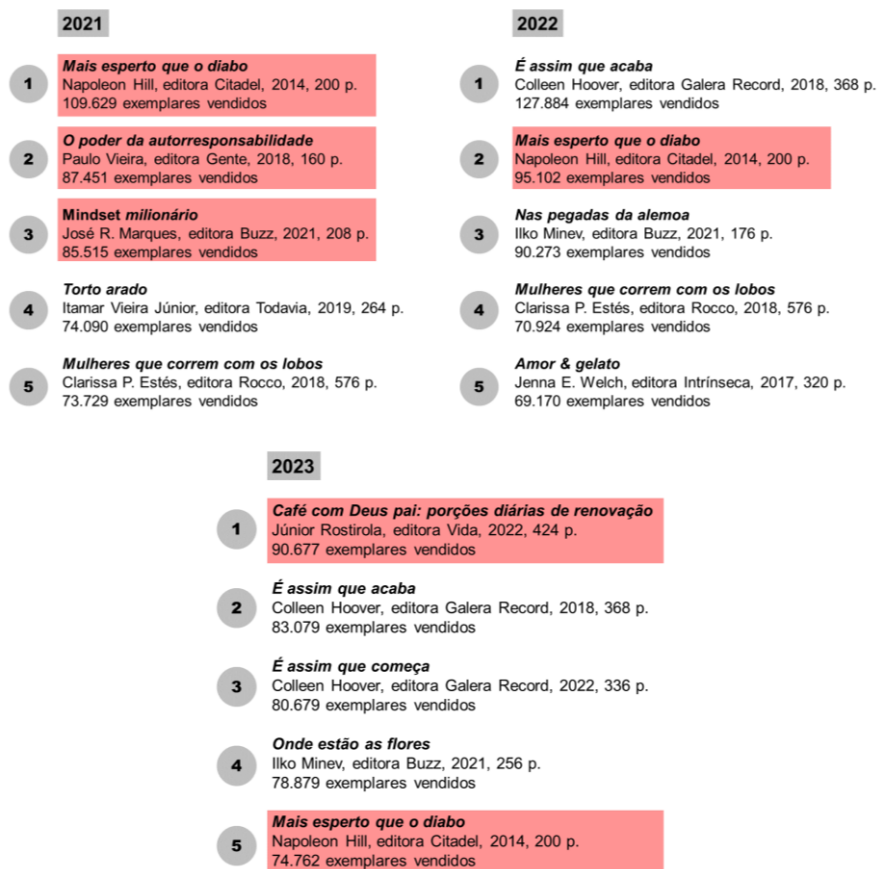 2021
1
Mais esperto que o diabo
Napoleon Hill, editora Citadel, 2014, 200 p.
109.629 exemplares vendidos
2
O poder da autorresponsabilidade
Paulo Vieira, editora Gente, 2018, 160 p.
87.451 exemplares vendidos
3
Mindset milionário
José R. Marques, editora Buzz, 2021, 208 p.
85.515 exemplares vendidos
4
Torto arado
Itamar Vieira Júnior, editora Todavia, 2019, 264 p.
74.090 exemplares vendidos
5
Mulheres que correm com os lobos
Clarissa P. Estés, editora Rocco, 2018, 576 p.
73.729 exemplares vendidos
2022
1
É assim que acaba
Colleen Hoover, editora Galera Record, 2018, 368 p.
127.884 exemplares vendidos
2
Mais esperto que o diabo
Napoleon Hill, editora Citadel, 2014, 200 p.
95.102 exemplares vendidos
3
Nas pegadas da alemoa
Ilko Minev, editora Buzz, 2021, 176 p.
90.273 exemplares vendidos
4
Mulheres que correm com os lobos
Clarissa P. Estés, editora Rocco, 2018, 576 p.
70.924 exemplares vendidos
5
Amor & gelato
Jenna E. Welch, editora Intrínseca, 2017, 320 p.
69.170 exemplares vendidos
2023
1
Café com Deus pai: porções diárias de renovação
Júnior Rostirola, editora Vida, 2022, 424 p.
90.677 exemplares vendidos
2
É assim que acaba
Colleen Hoover, editora Galera Record, 2018, 368 p.
83.079 exemplares vendidos
3
É assim que começa
Colleen Hoover, editora Galera Record, 2022, 336 p.
80.679 exemplares vendidos
4
Onde estão as flores
Ilko Minev, editora Buzz, 2021, 256 p.
78.879 exemplares vendidos
5
Mais esperto que o diabo
Napoleon Hill, editora Citadel, 2014, 200 p.
74.762 exemplares vendidos